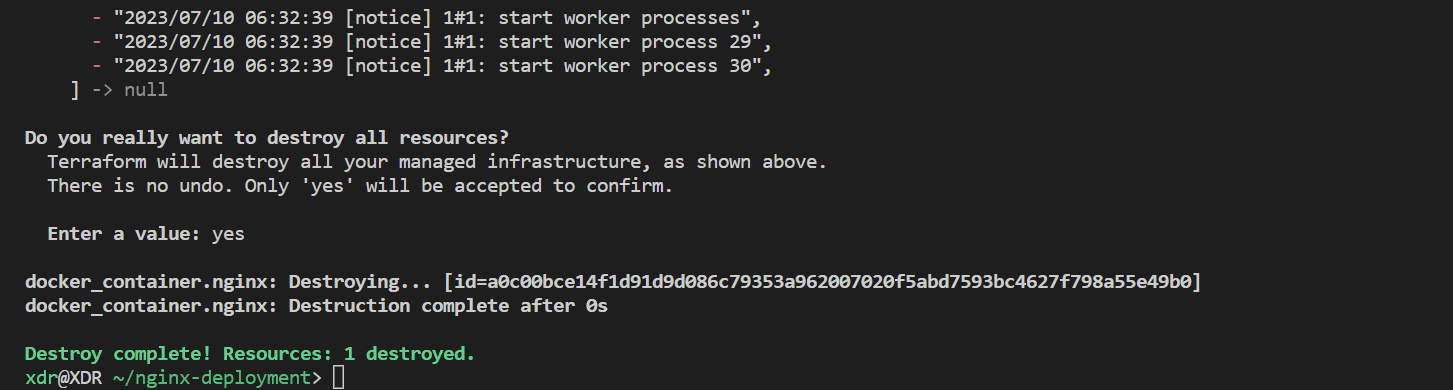 - "2023/07/10 06:32:39 [notice] 1#1: start worker processes",
- "2023/07/10 06:32:39 [notice] 1#1: start worker process 29",
- "2023/07/10 06:32:39 [notice] 1#1: start worker process 30",
] -> null
Do you really want to destroy all resources?
Terraform will destroy all your managed infrastructure, as shown above.
There is no undo. Only 'yes' will be accepted to confirm.
Enter a value: yes
docker_container.nginx: Destroying... [id=a0c00bce14f1d91d9d086c79353a962007020f5abd7593bc4627f798a55e49b0]
docker_container.nginx: Destruction complete after 0s
Destroy complete! Resources: 1 destroyed.
xdr@XDR ~/nginx-deployment>